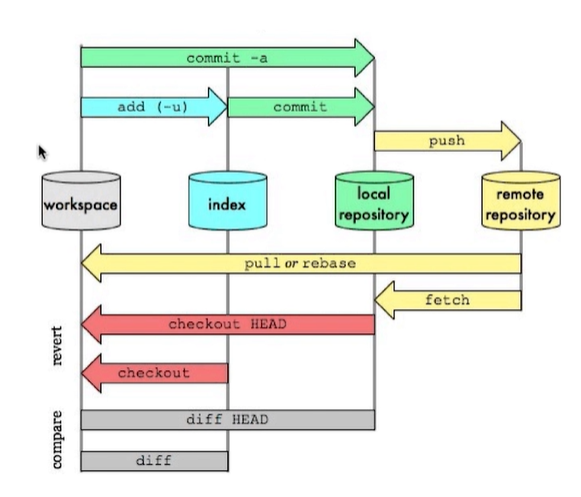 commit -a
add (-u)
commit
push
workspace
index
local
repository
remote
repository
pull or rebase
fetch
revert
checkout HEAD
checkout
compare
diff HEAD
diff